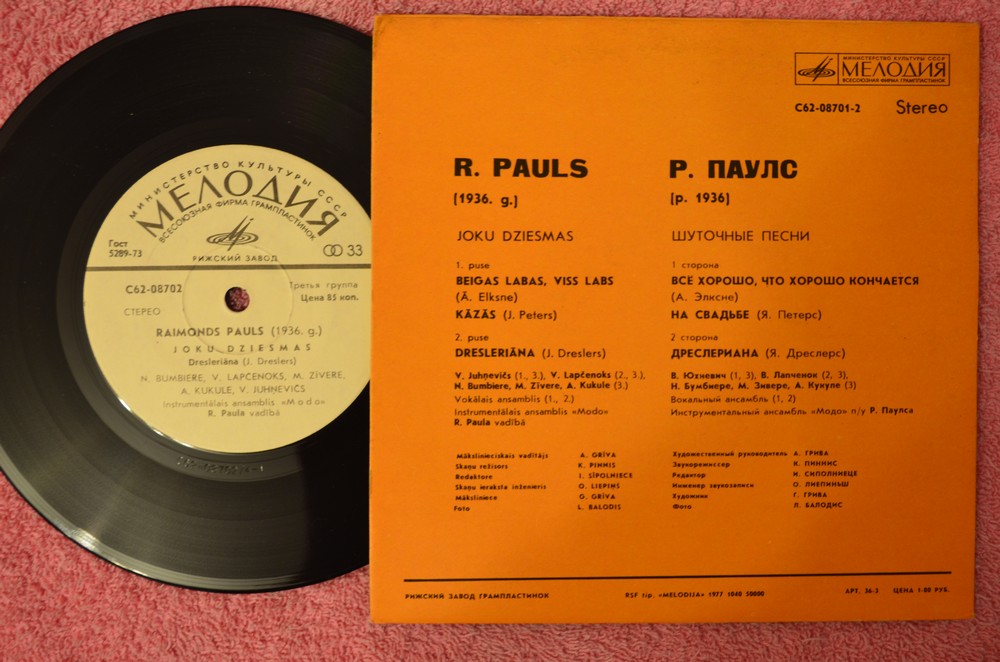 МИНИСТЕРСТВО КУЛЬТУРЫ СССР
МЕЛОДИЯ
ВСЕСОЮЗНАЯ ФИРМА ГРАМПЛАСТИНОК
Гост
5289-73
33
РИЖСКИЙ ЗАВОД
С62-08702
Третья группа
Цена 85 коп.
СТЕРЕО
RAIMONDS PAULS (1936. g.)
JOKU DZIESMAS
Dresleriāna (J. Dreslers)
N. BUMBIERE, V. LAPČENOKS, M. ZĪVERE,
A. KUKULE, V. JUHŅEVIČS
Instrumentālais ansamblis «Modo»
R. Paula vadībā
МИНИСТЕРСТВО КУЛЬТУРЫ СССР
МЕЛОДИЯ
ВСЕСОЮЗНАЯ ФИРМА ГРАМПЛАСТИНОК
С62-08701-2 Stereo
R. PAULS
(1936. g.)
JOKU DZIESMAS
1. puse
BEIGAS LABAS, VISS LABS
(Ā. Elksne)
KĀZĀS (J. Peters)
2. puse
DRESLERIĀNA (J. Dreslers)
V. Juhņevičs (1., 3.), V. Lapčenoks (2., 3.),
N. Bumbiere, M. Zīvere, A. Kukule (3.)
Vokālais ansamblis (1., 2.)
Instrumentālais ansamblis «Modo»
R. Paula vadībā
Р. ПАУЛС
(р. 1936)
ШУТОЧНЫЕ ПЕСНИ
1 сторона
ВСЁ ХОРОШО, ЧТО ХОРОШО КОНЧАЕТСЯ
(А. Элксне)
НА СВАДЬБЕ (Я. Петерс)
2 сторона
ДРЕСЛЕРИАНА (Я. Дреслерс)
В. Юхневич (1, 3), В. Лапченок (2, 3),
Н. Бумбиере, М. Зивере, А. Кукуле (3)
Вокальный ансамбль (1, 2)
Инструментальный ансамбль «Модо» п/у Р. Паулса
Mākslinieciskais vadītājs A. GRĪVA
Skaņu režisors K. PINNIS
Redaktore I. SĪPOLNIECE
Skaņu ieraksta inženieris O. LIEPIŅŠ
Māksliniece G. GRĪVA
Foto L. BALODIS
Художественный руководитель А. ГРИВА
Звукорежиссер К. ПИННИС
Редактор И. СИПОЛНИЕЦЕ
Инженер звукозаписи О. ЛИЕПИНЬШ
Художник Г. ГРИВА
Фото Л. БАЛОДИС
РИЖСКИЙ ЗАВОД ГРАМПЛАСТИНОК RSF tip. «MELODIJA» 1977 1840 50000 АРТ. 36-3 ЦЕНА 1-00 РУБ.